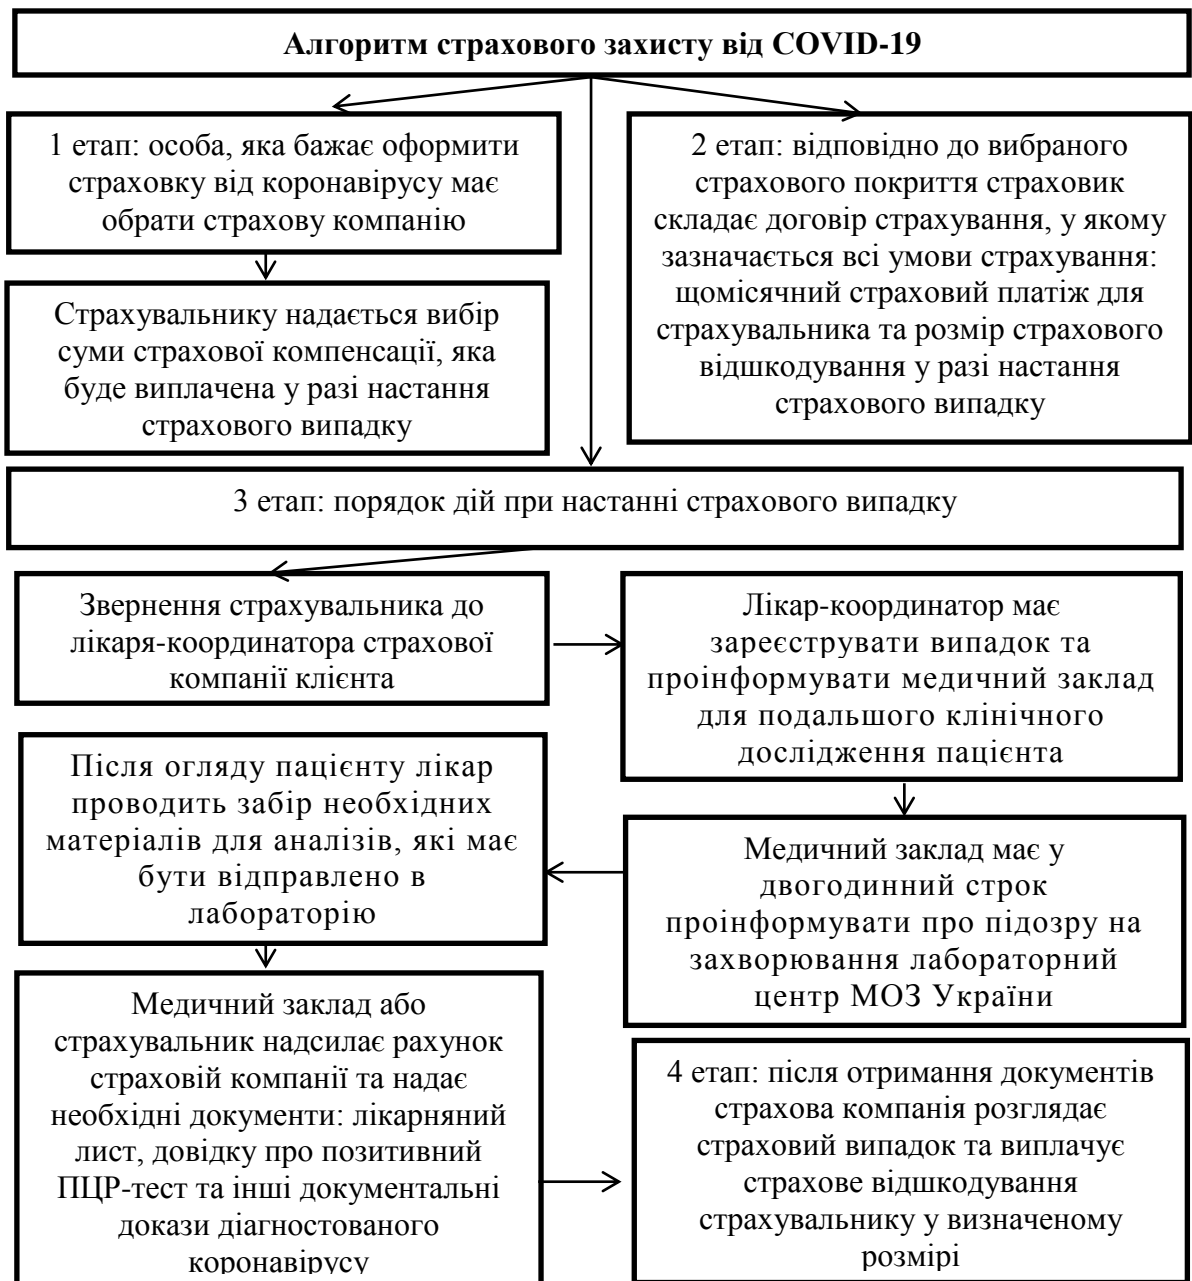 Алгоритм страхового захисту від COVID-19
1 етап: особа, яка бажає оформити
страховку від коронавірусу має
обрати страхову компанію
Страхувальнику надається вибір
суми страхової компенсації, яка
буде виплачена у разі настання
страхового випадку
2 етап: відповідно до вибраного
страхового покриття страховик
складає договір страхування, у якому
зазначається всі умови страхування:
щомісячний страховий платіж для
страхувальника та розмір страхового
відшкодування у разі настання
страхового випадку
3 етап: порядок дій при настанні страхового випадку
Звернення страхувальника до
лікаря-координатора страхової
компанії клієнта
Лікар-координатор має
зареєструвати випадок та
проінформувати медичний заклад
для подальшого клінічного
дослідження пацієнта
Медичний заклад має у
двогодинний строк
проінформувати про підозру на
захворювання лабораторний
центр МОЗ України
Після огляду пацієнту лікар
проводить забір необхідних
матеріалів для аналізів, які має
бути відправлено в
лабораторію
Медичний заклад або
страхувальник надсилає рахунок
страховій компанії та надає
необхідні документи: лікарняний
лист, довідку про позитивний
ПЦР-тест та інші документальні
докази діагностованого
коронавірусу
4 етап: після отримання документів
страхова компанія розглядає
страховий випадок та виплачує
страхове відшкодування
страхувальнику у визначеному
розмірі